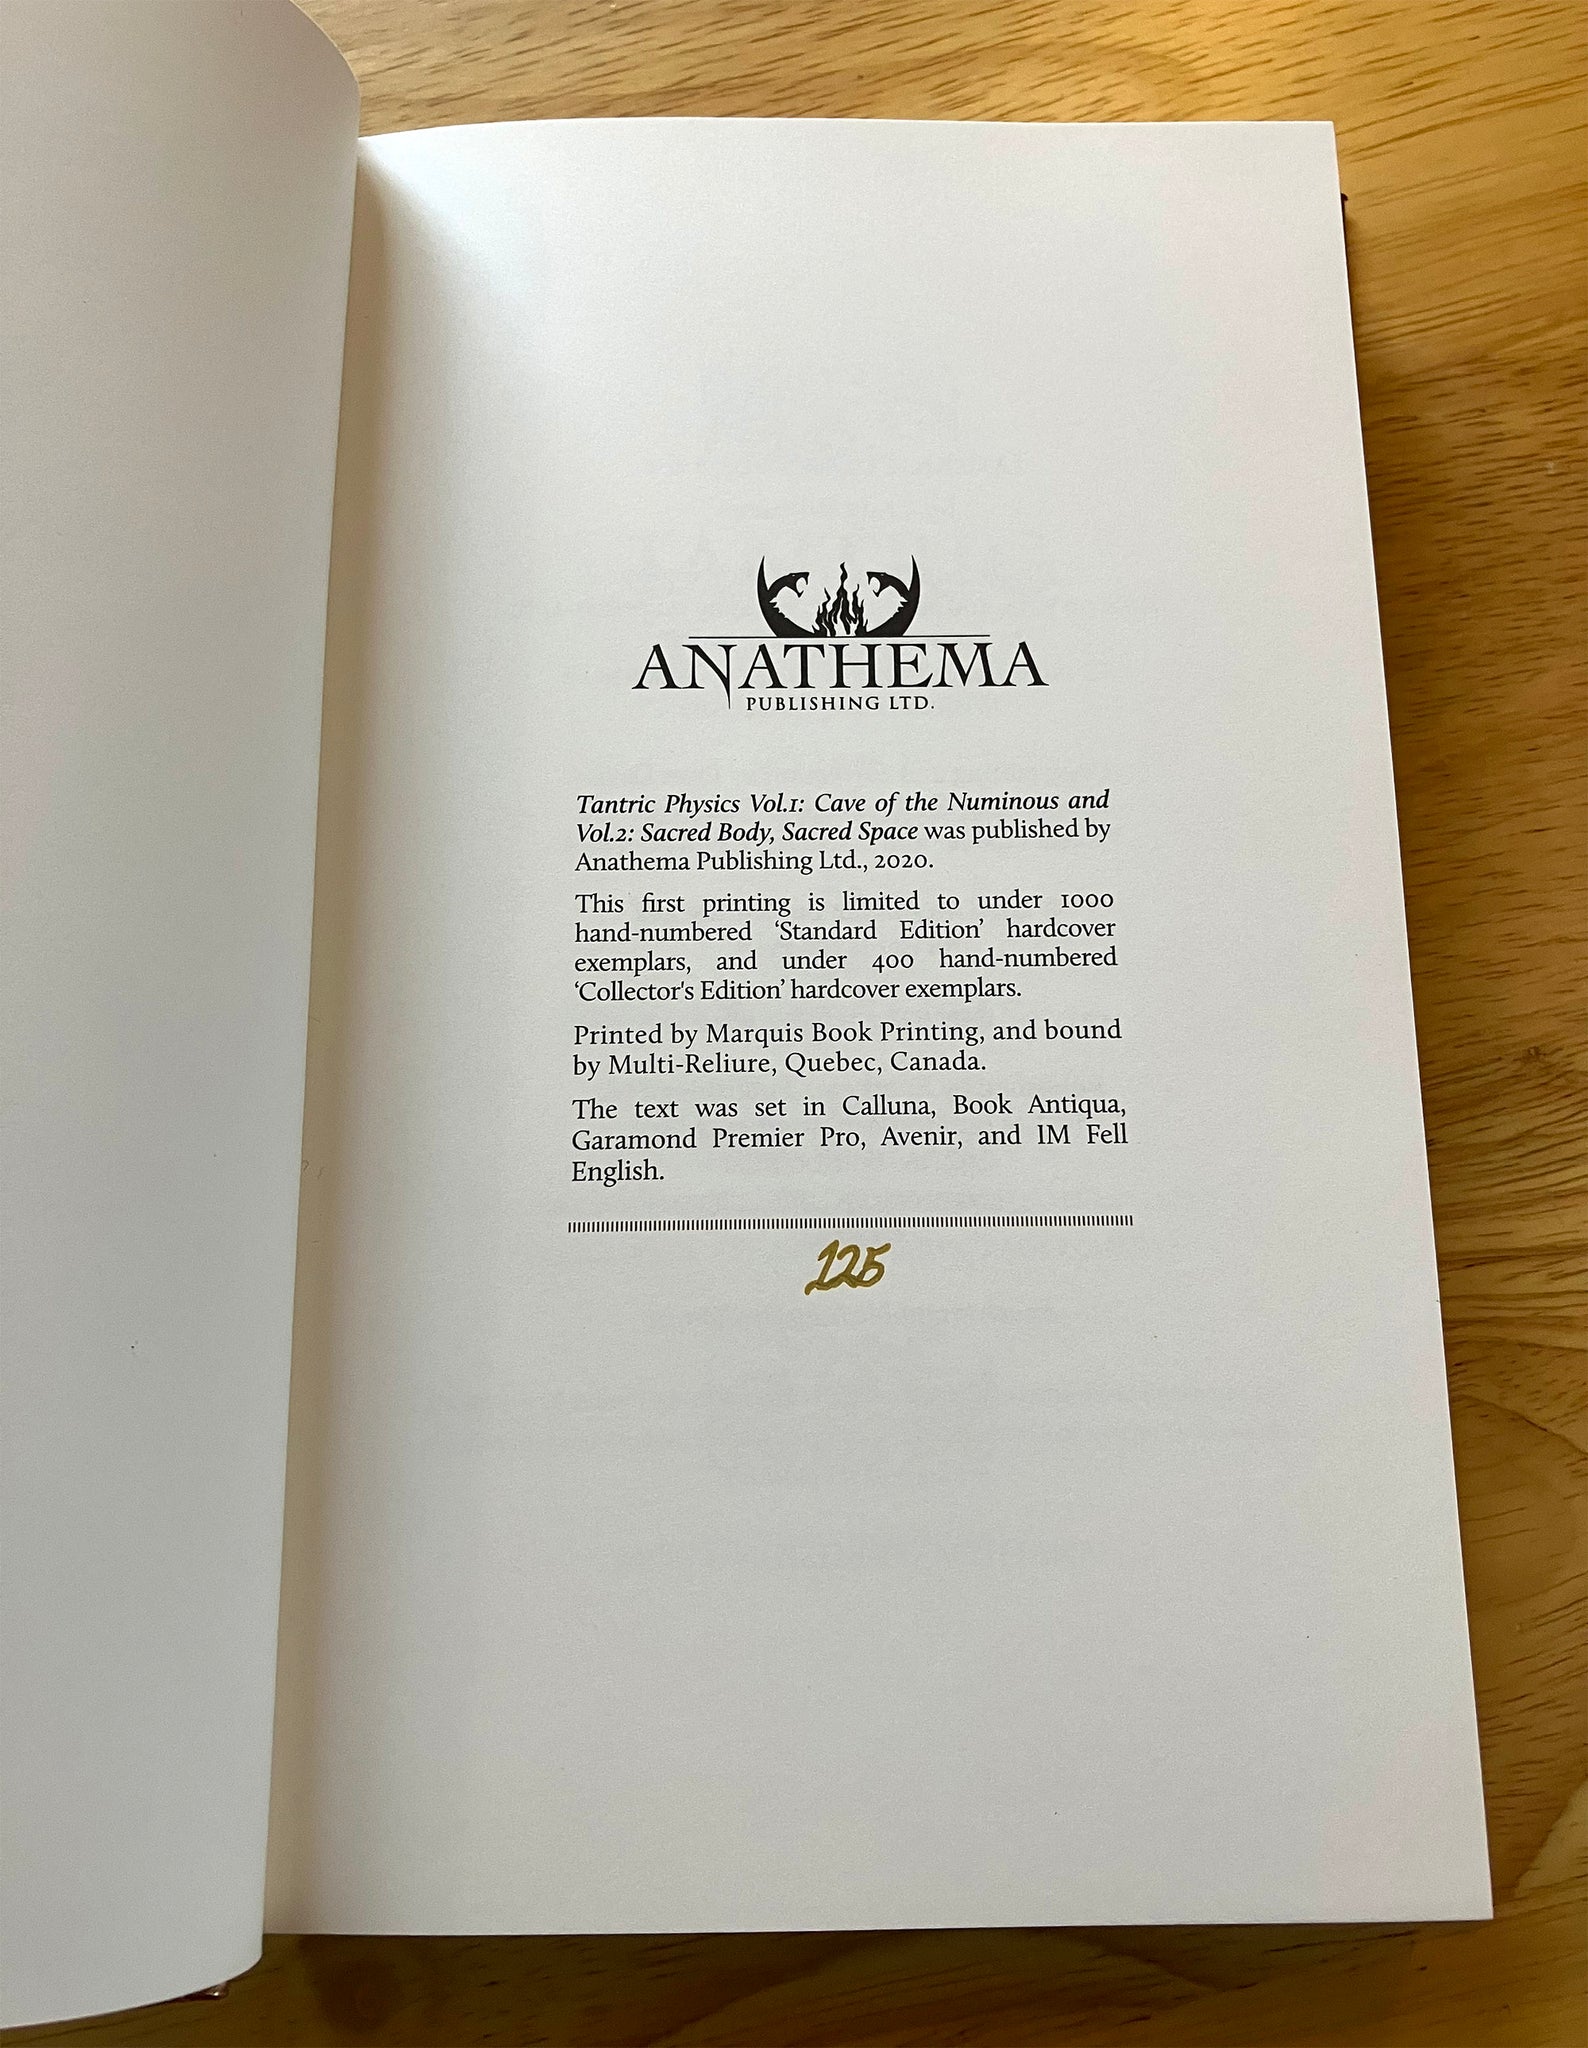 ANATHEMA
PUBLISHING LTD.
Tantric Physics Vol.1: Cave of the Numinous and
Vol.2: Sacred Body, Sacred Space was published by
Anathema Publishing Ltd., 2020.
This first printing is limited to under 1000
hand-numbered ‘Standard Edition’ hardcover
exemplars, and under 400 hand-numbered
‘Collector's Edition’ hardcover exemplars.
Printed by Marquis Book Printing, and bound
by Multi-Reliure, Quebec, Canada.
The text was set in Calluna, Book Antiqua,
Garamond Premier Pro, Avenir, and IM Fell
English.
125